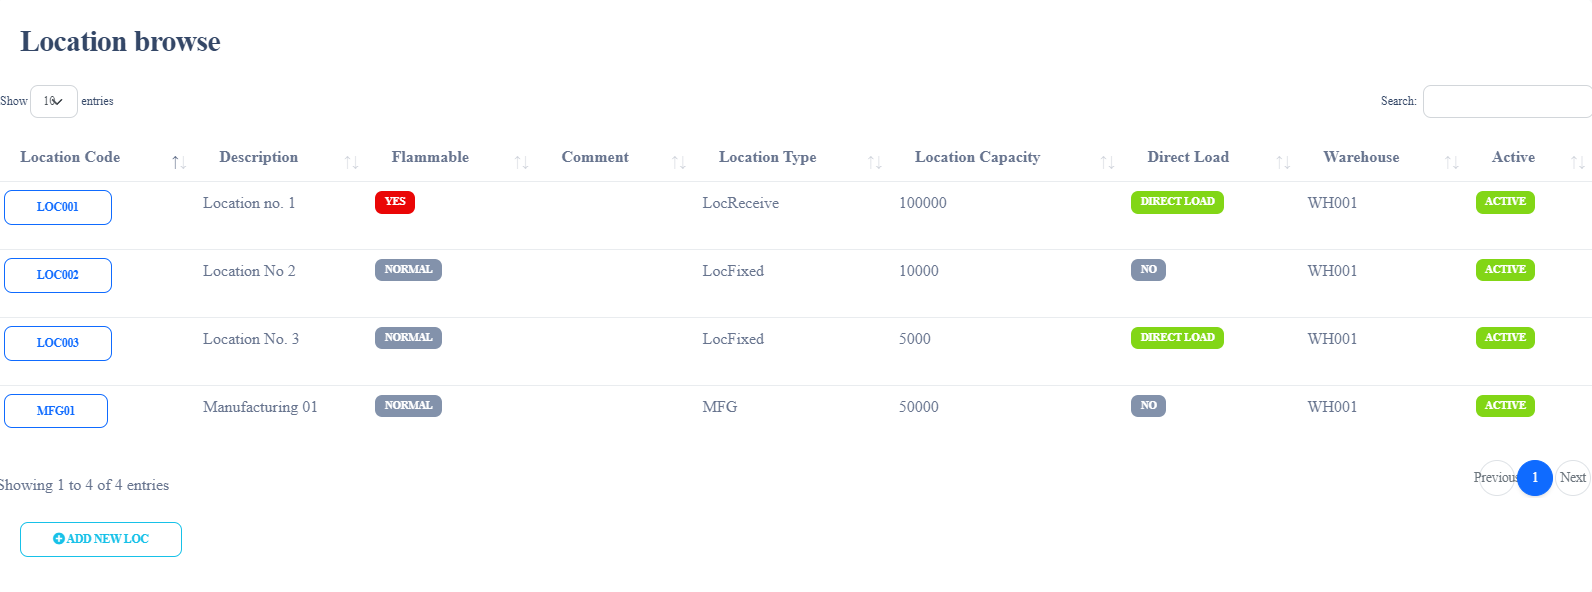 Location browse
Show 10 entries Search:
Location Code Description Flammable Comment Location Type Location Capacity Direct Load Warehouse Active
LOC001 Location no. 1 YES LocReceive 100000 DIRECT LOAD WH001 ACTIVE
LOC002 Location No 2 NORMAL LocFixed 10000 NO WH001 ACTIVE
LOC003 Location No. 3 NORMAL LocFixed 5000 DIRECT LOAD WH001 ACTIVE
MFG01 Manufacturing 01 NORMAL MFG 50000 NO WH001 ACTIVE
Showing 1 to 4 of 4 entries Previous 1 Next
ADD NEW LOC